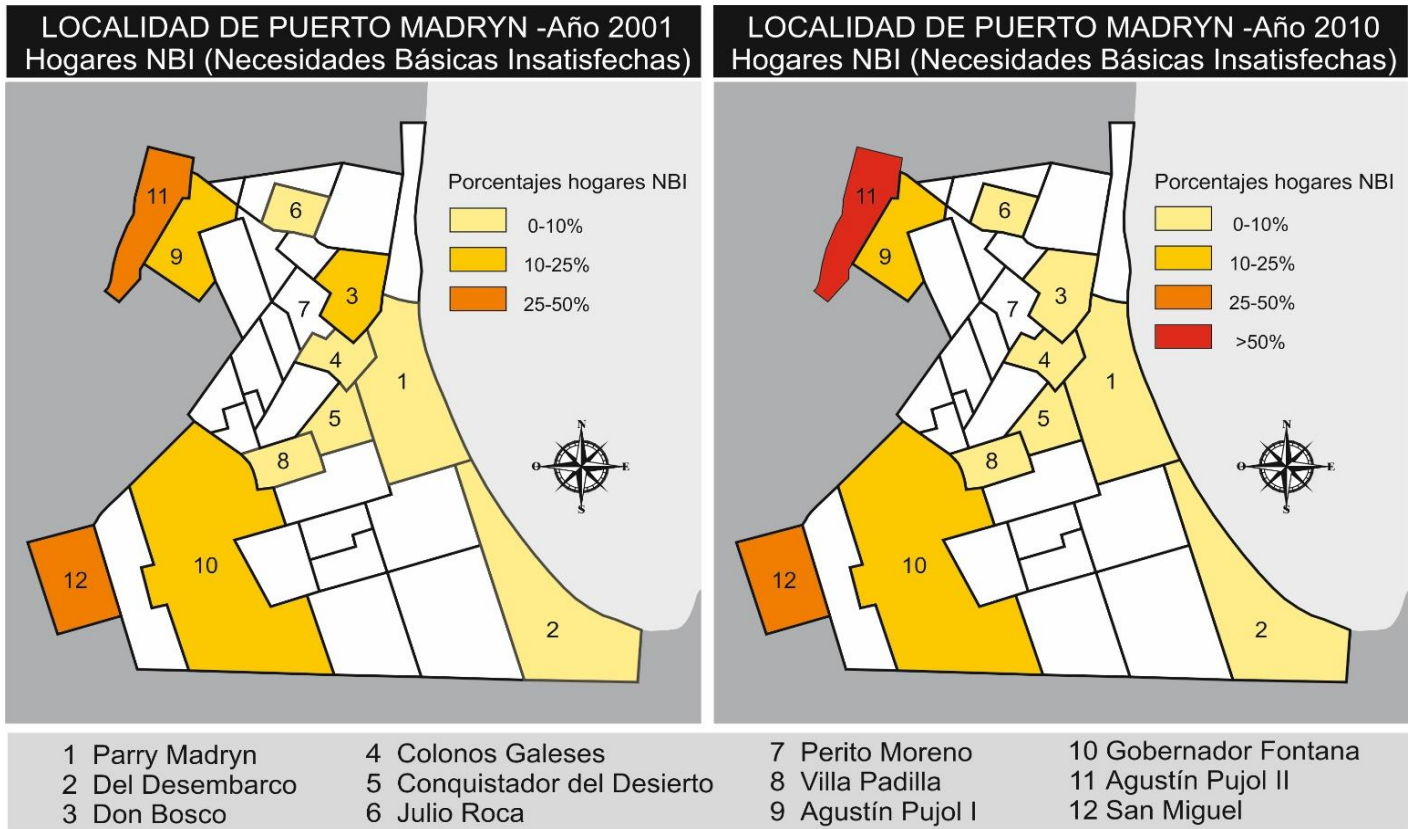 LOCALIDAD DE PUERTO MADRYN -Año 2001
Hogares NBI (Necesidades Básicas Insatisfechas)
Porcentajes hogares NBI
0-10%
10-25%
25-50%
11
6
9
3
7
4
1
5
8
10
12
2
N
O
E
S
LOCALIDAD DE PUERTO MADRYN -Año 2010
Hogares NBI (Necesidades Básicas Insatisfechas)
Porcentajes hogares NBI
0-10%
10-25%
25-50%
>50%
11
6
9
3
7
4
1
5
8
10
12
2
N
O
E
S
1 Parry Madryn
2 Del Desembarco
3 Don Bosco
4 Colonos Galeses
5 Conquistador del Desierto
6 Julio Roca
7 Perito Moreno
8 Villa Padilla
9 Agustín Pujol I
10 Gobernador Fontana
11 Agustín Pujol II
12 San Miguel